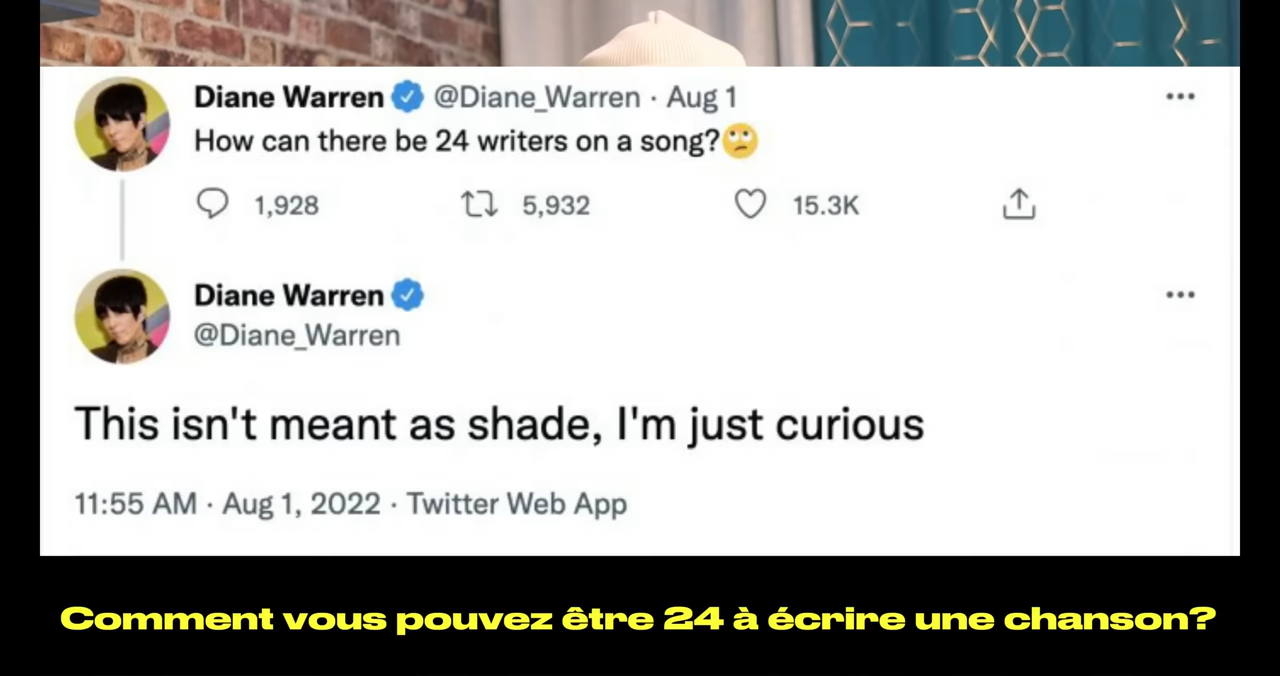 Diane Warren @Diane_Warren · Aug 1
How can there be 24 writers on a song?🙄
1,928 5,932 15.3K
Diane Warren
@Diane_Warren
This isn't meant as shade, I'm just curious
11:55 AM · Aug 1, 2022 · Twitter Web App
Comment vous pouvez être 24 à écrire une chanson?